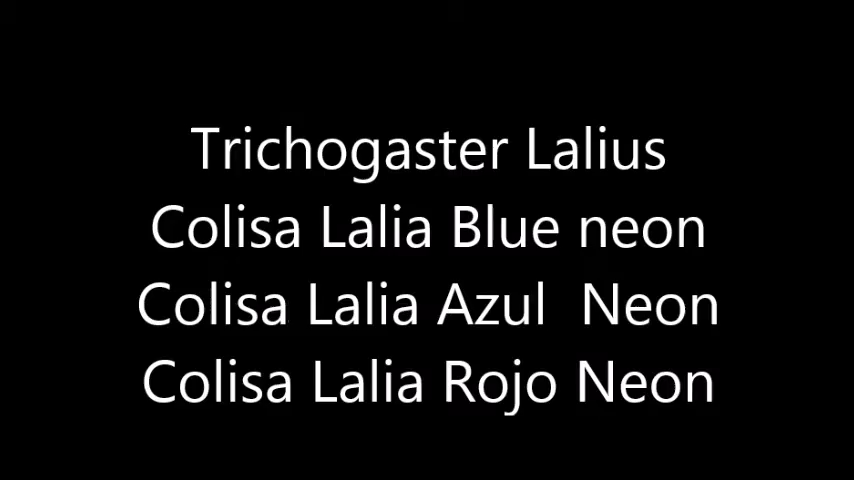 Trichogaster Lalius
Colisa Lalia Blue neon
Colisa Lalia Azul  Neon
Colisa Lalia Rojo Neon